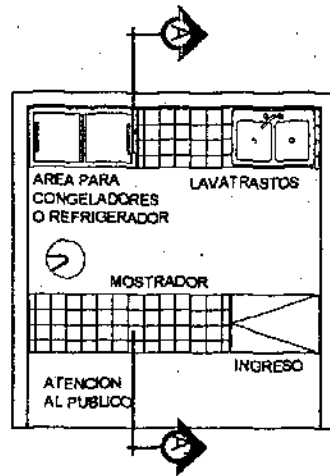 A
AREA PARA
CONGELADORES
O REFRIGERADOR
LAVATRASTOS
MOSTRADOR
INGRESO
ATENCION
AL PUBLICO
A